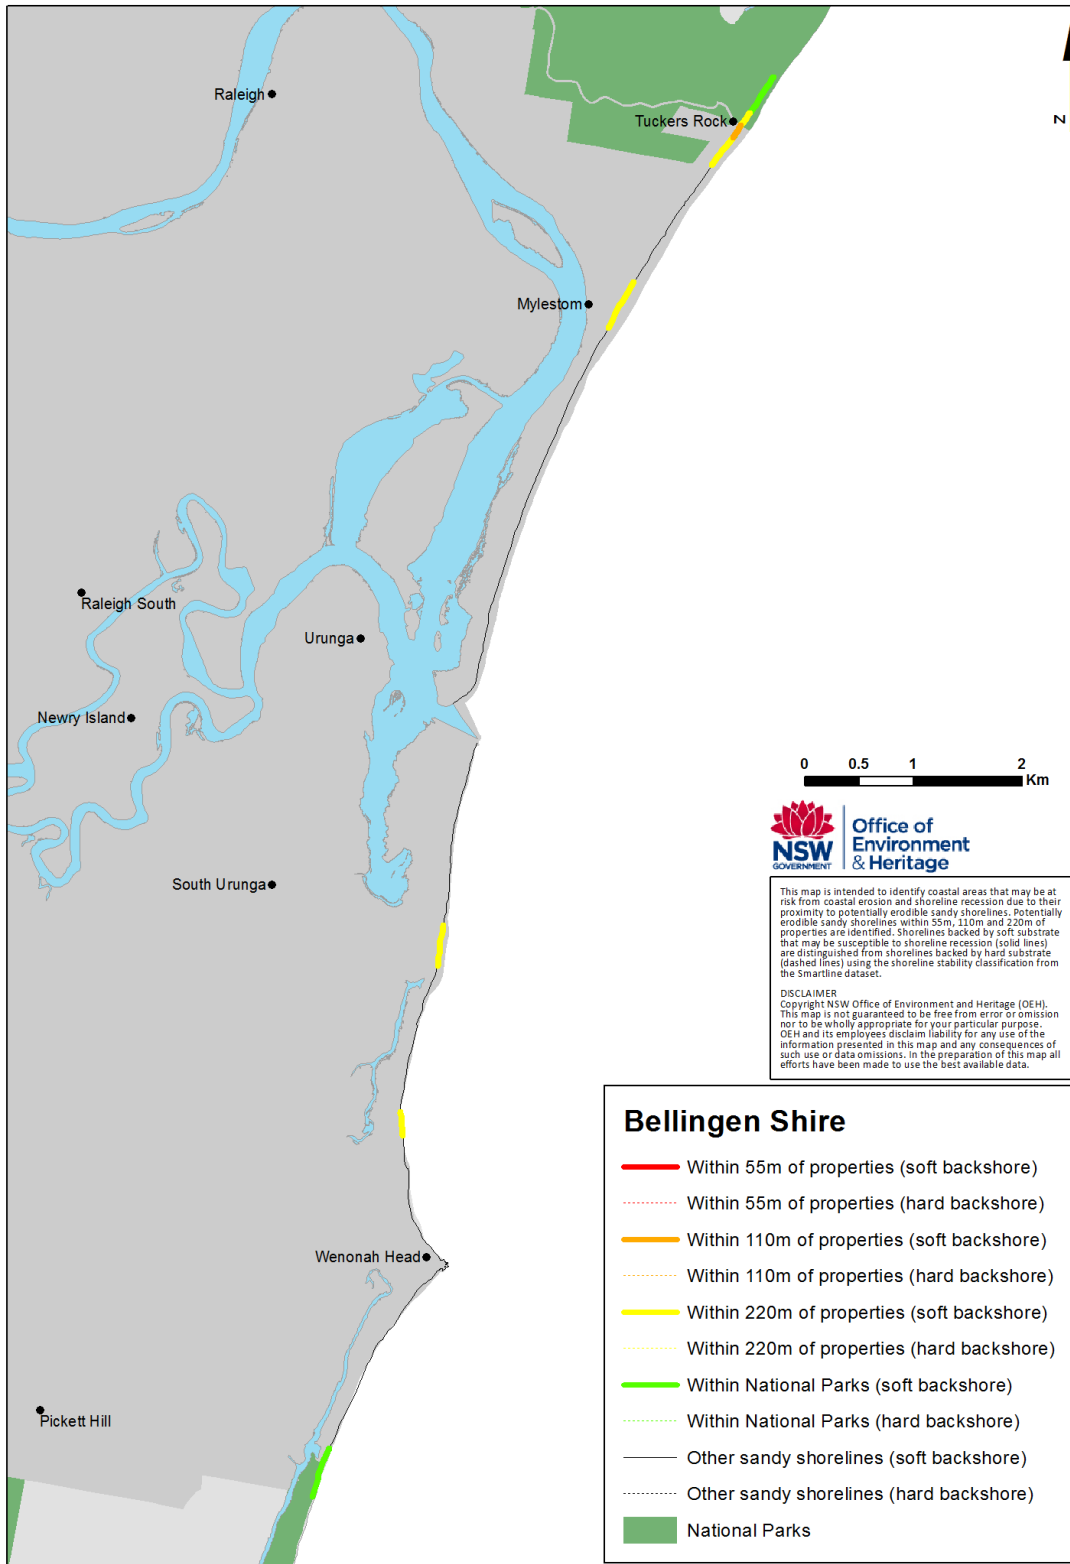 Raleigh
Tuckers Rock
Z
Mylestom
Raleigh South
Urunga
Newry Island
0 0.5 1 2
Km
NSW
GOVERNMENT
Office of
Environment
& Heritage
South Urunga
This map is intended to identify coastal areas that may be at
risk from coastal erosion and shoreline recession due to their
proximity to potentially erodible sandy shorelines. Potentially
erodible sandy shorelines within 55m, 110m and 220m of
properties are identified. Shorelines backed by soft substrate
that may be susceptible to shoreline recession (solid lines)
are distinguished from shorelines backed by hard substrate
(dashed lines) using the shoreline stability classification from
the Smartline dataset.
DISCLAIMER
Copyright NSW Office of Environment and Heritage (OEH).
This map is not guaranteed to be free from error or omission
nor to be wholly appropriate for your particular purpose.
OEH and its employees disclaim liability for any use of the
information presented in this map and any consequences of
such use or data omissions. In the preparation of this map all
efforts have been made to use the best available data.
Wenonah Head
Pickett Hill
Bellingen Shire
Within 55m of properties (soft backshore)
Within 55m of properties (hard backshore)
Within 110m of properties (soft backshore)
Within 110m of properties (hard backshore)
Within 220m of properties (soft backshore)
Within 220m of properties (hard backshore)
Within National Parks (soft backshore)
Within National Parks (hard backshore)
Other sandy shorelines (soft backshore)
Other sandy shorelines (hard backshore)
National Parks